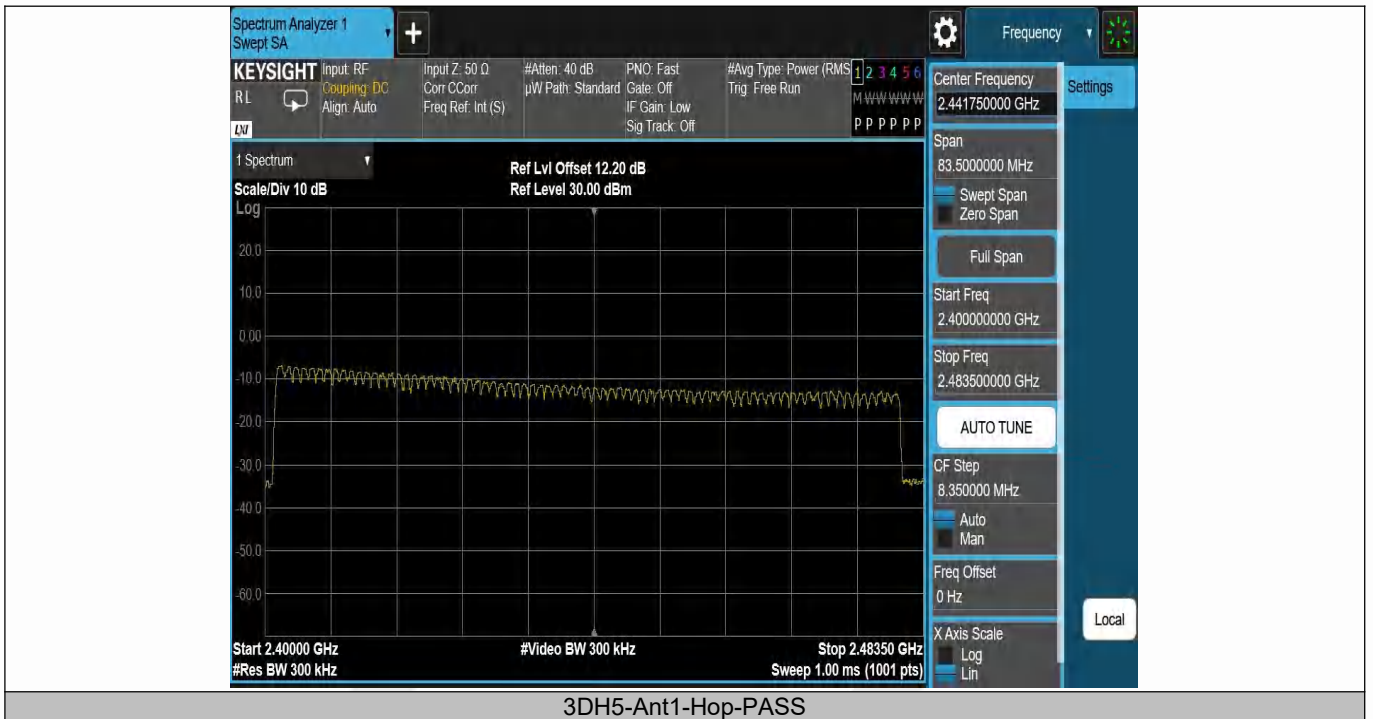 Spectrum Analyzer 1
Swept SA
+
Frequency
KEYSIGHT
RL
LXI
Input: RF
Coupling: DC
Align: Auto
Input Z: 50 Ω
Corr CCorr
Freq Ref: Int (S)
#Atten: 40 dB
µW Path: Standard
PNO: Fast
Gate: Off
IF Gain: Low
Sig Track: Off
#Avg Type: Power (RMS
Trig: Free Run
1 2 3 4 5 6
M W W W W W
P P P P P P
Center Frequency
2.441750000 GHz
Settings
Span
83.5000000 MHz
Swept Span
Zero Span
Full Span
Start Freq
2.400000000 GHz
Stop Freq
2.483500000 GHz
AUTO TUNE
CF Step
8.350000 MHz
Auto
Man
Freq Offset
0 Hz
X Axis Scale
Log
Lin
Local
1 Spectrum
Scale/Div 10 dB
Ref Lvl Offset 12.20 dB
Ref Level 30.00 dBm
Log
20.0
10.0
0.00
-10.0
-20.0
-30.0
-40.0
-50.0
-60.0
Start 2.40000 GHz
#Video BW 300 kHz
Stop 2.48350 GHz
#Res BW 300 kHz
Sweep 1.00 ms (1001 pts)
3DH5-Ant1-Hop-PASS